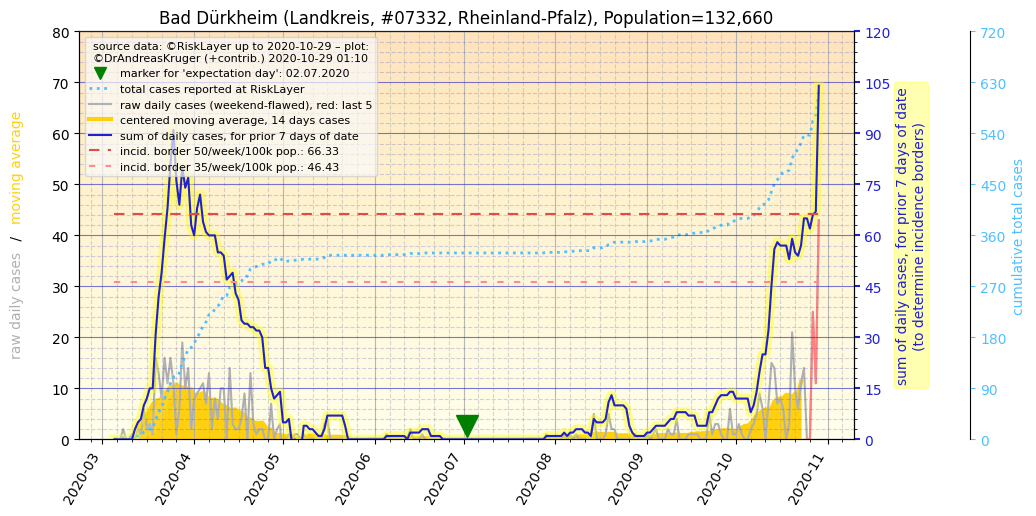 Bad Dürkheim (Landkreis, #07332, Rheinland-Pfalz), Population=132,660
source data: ©RiskLayer up to 2020-10-29 – plot:
©DrAndreasKruger (+contrib.) 2020-10-29 01:10
marker for 'expectation day': 02.07.2020
total cases reported at RiskLayer
raw daily cases (weekend-flawed), red: last 5
centered moving average, 14 days cases
sum of daily cases, for prior 7 days of date
incid. border 50/week/100k pop.: 66.33
incid. border 35/week/100k pop.: 46.43
raw daily cases / moving average
80
70
60
50
40
30
20
10
0
2020-03
2020-04
2020-05
2020-06
2020-07
2020-08
2020-09
2020-10
2020-11
120
105
90
75
60
45
30
15
0
sum of daily cases, for prior 7 days of date
(to determine incidence borders)
720
630
540
450
360
270
180
90
0
cumulative total cases